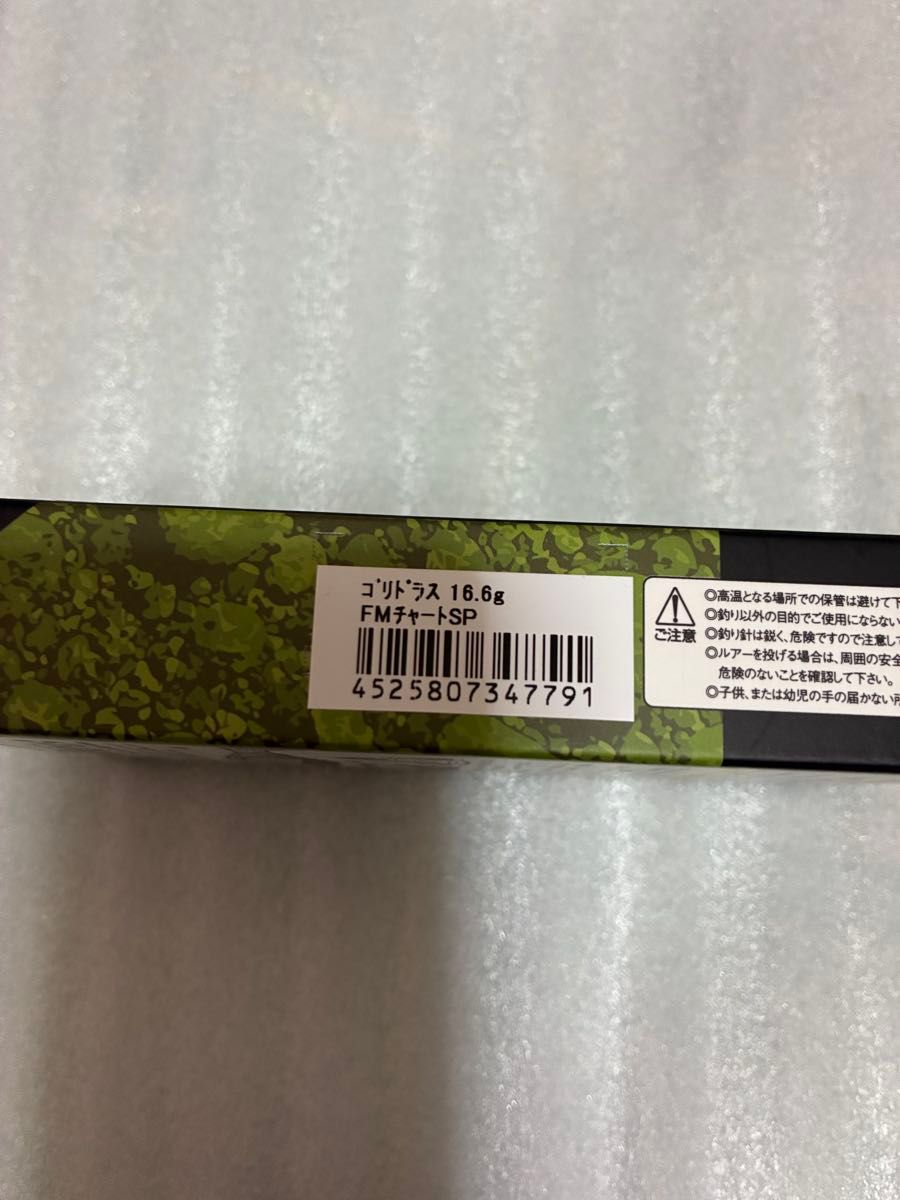 ｺﾞﾘﾄﾞﾗｽ 16.6g
FMﾁｬｰﾄSP
4525807347791
ご注意
◎高温となる場所での保管は避けて下
◎釣り以外の目的でご使用にならない
◎釣り針は鋭く、危険ですので注意して
◎ルアーを投げる場合は、周囲の安全
危険のないことを確認して下さい。
◎子供、または幼児の手の届かない所